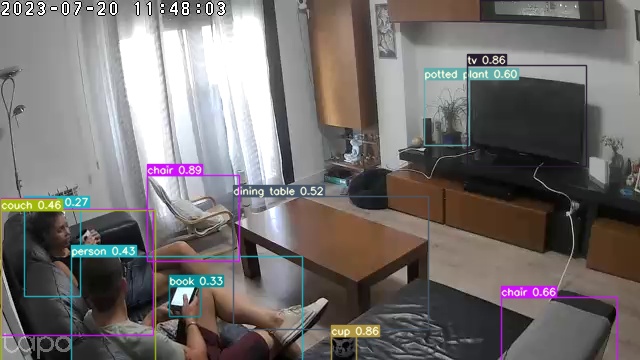 2023-07-20 11:48:03
tv 0.86
potted plant 0.60
chair 0.89
dining table 0.52
couch 0.46
0.27
person 0.43
book 0.33
chair 0.66
cup 0.86
tapo